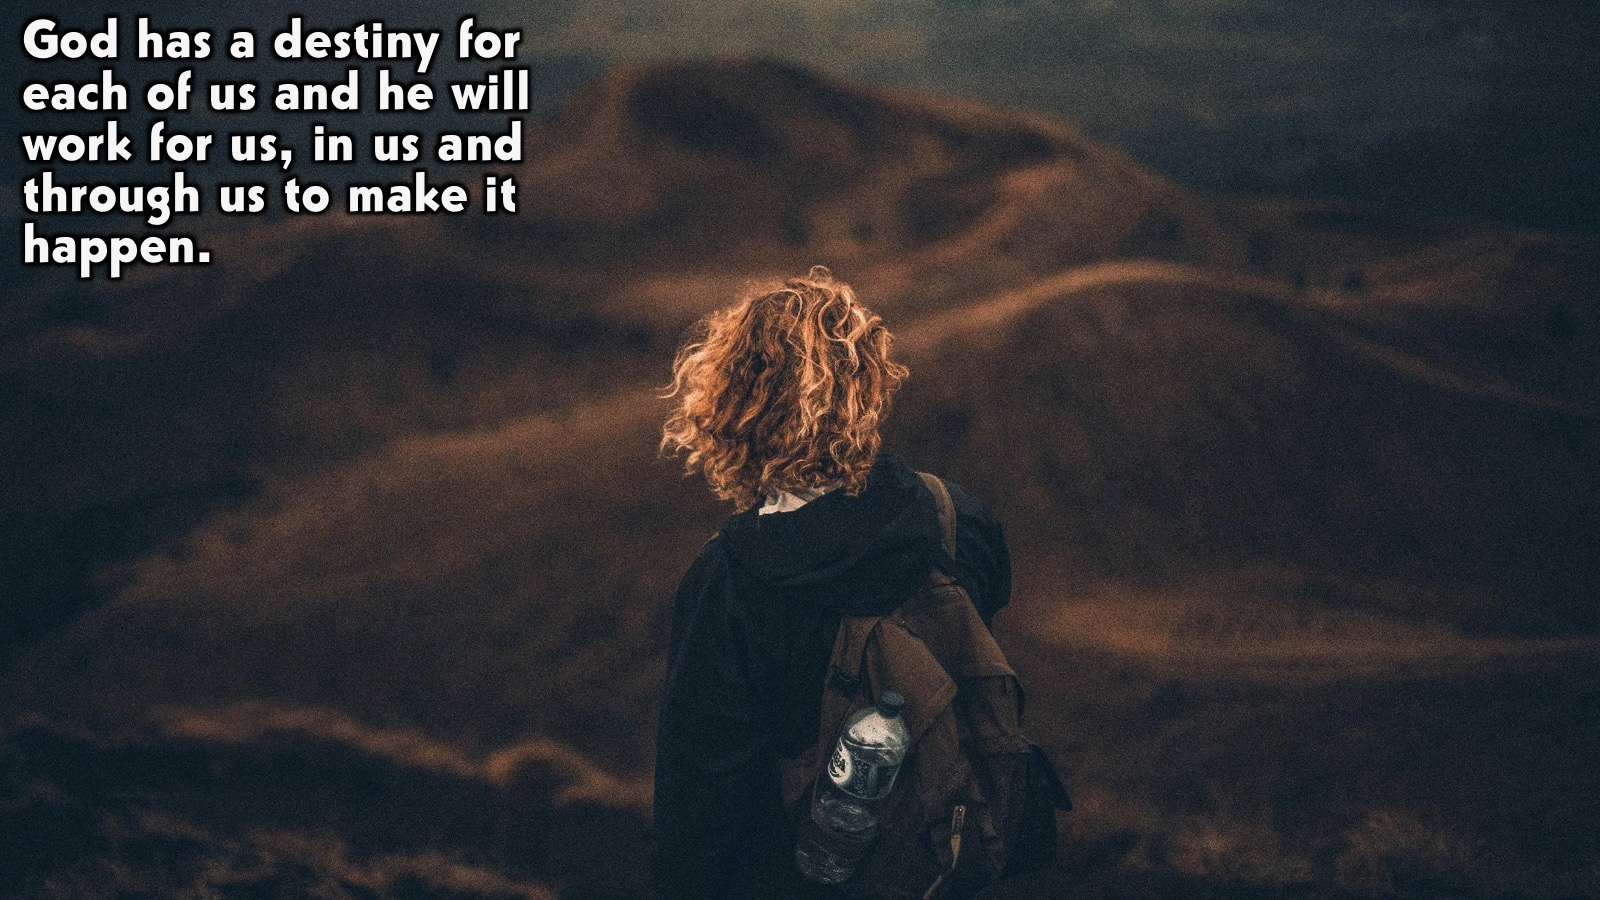 God has a destiny for
each of us and he will
work for us, in us and
through us to make it
happen.